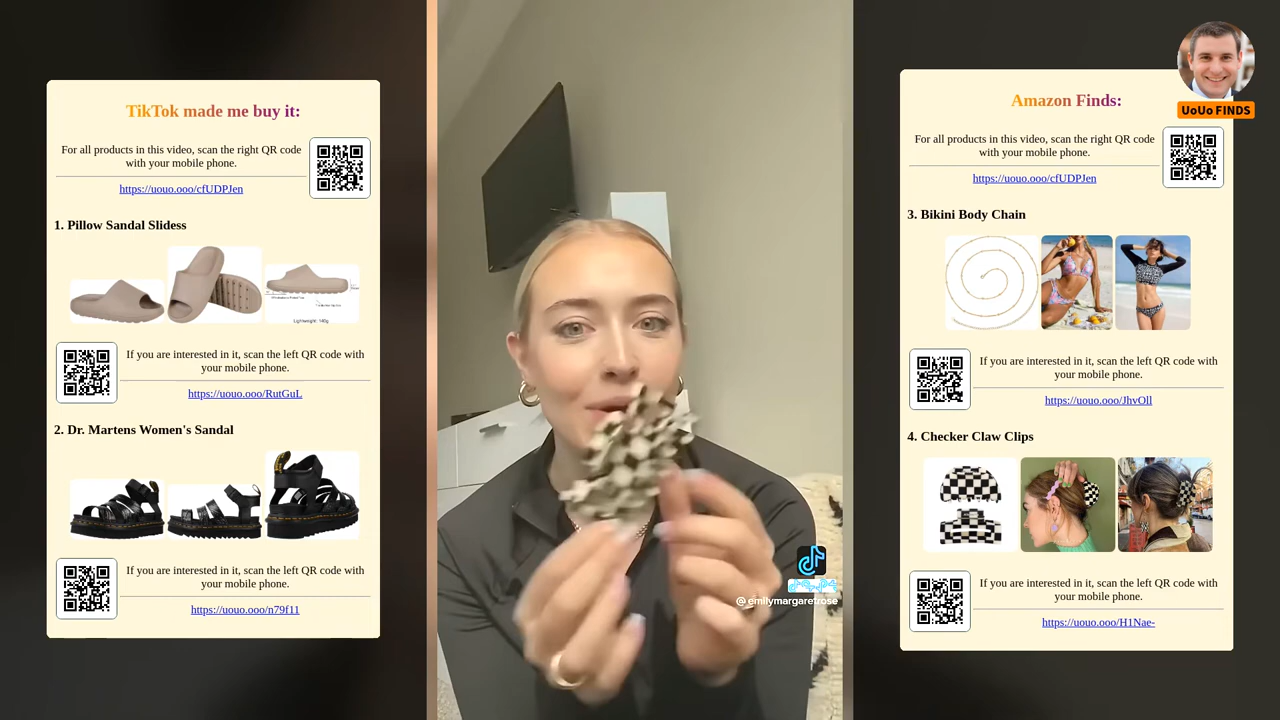 TikTok made me buy it:
For all products in this video, scan the right QR code
with your mobile phone.
https://uouo.ooo/cfUDPJen
1. Pillow Sandal Slidess
Lightweight: 140g
If you are interested in it, scan the left QR code with
your mobile phone.
https://uouo.ooo/RutGuL
2. Dr. Martens Women's Sandal
If you are interested in it, scan the left QR code with
your mobile phone.
https://uouo.ooo/n79f11
@emilymargaretrose
Amazon Finds:
UoUo FINDS
For all products in this video, scan the right QR code
with your mobile phone.
https://uouo.ooo/cfUDPJen
3. Bikini Body Chain
If you are interested in it, scan the left QR code with
your mobile phone.
https://uouo.ooo/JhvOll
4. Checker Claw Clips
If you are interested in it, scan the left QR code with
your mobile phone.
https://uouo.ooo/H1Nae-